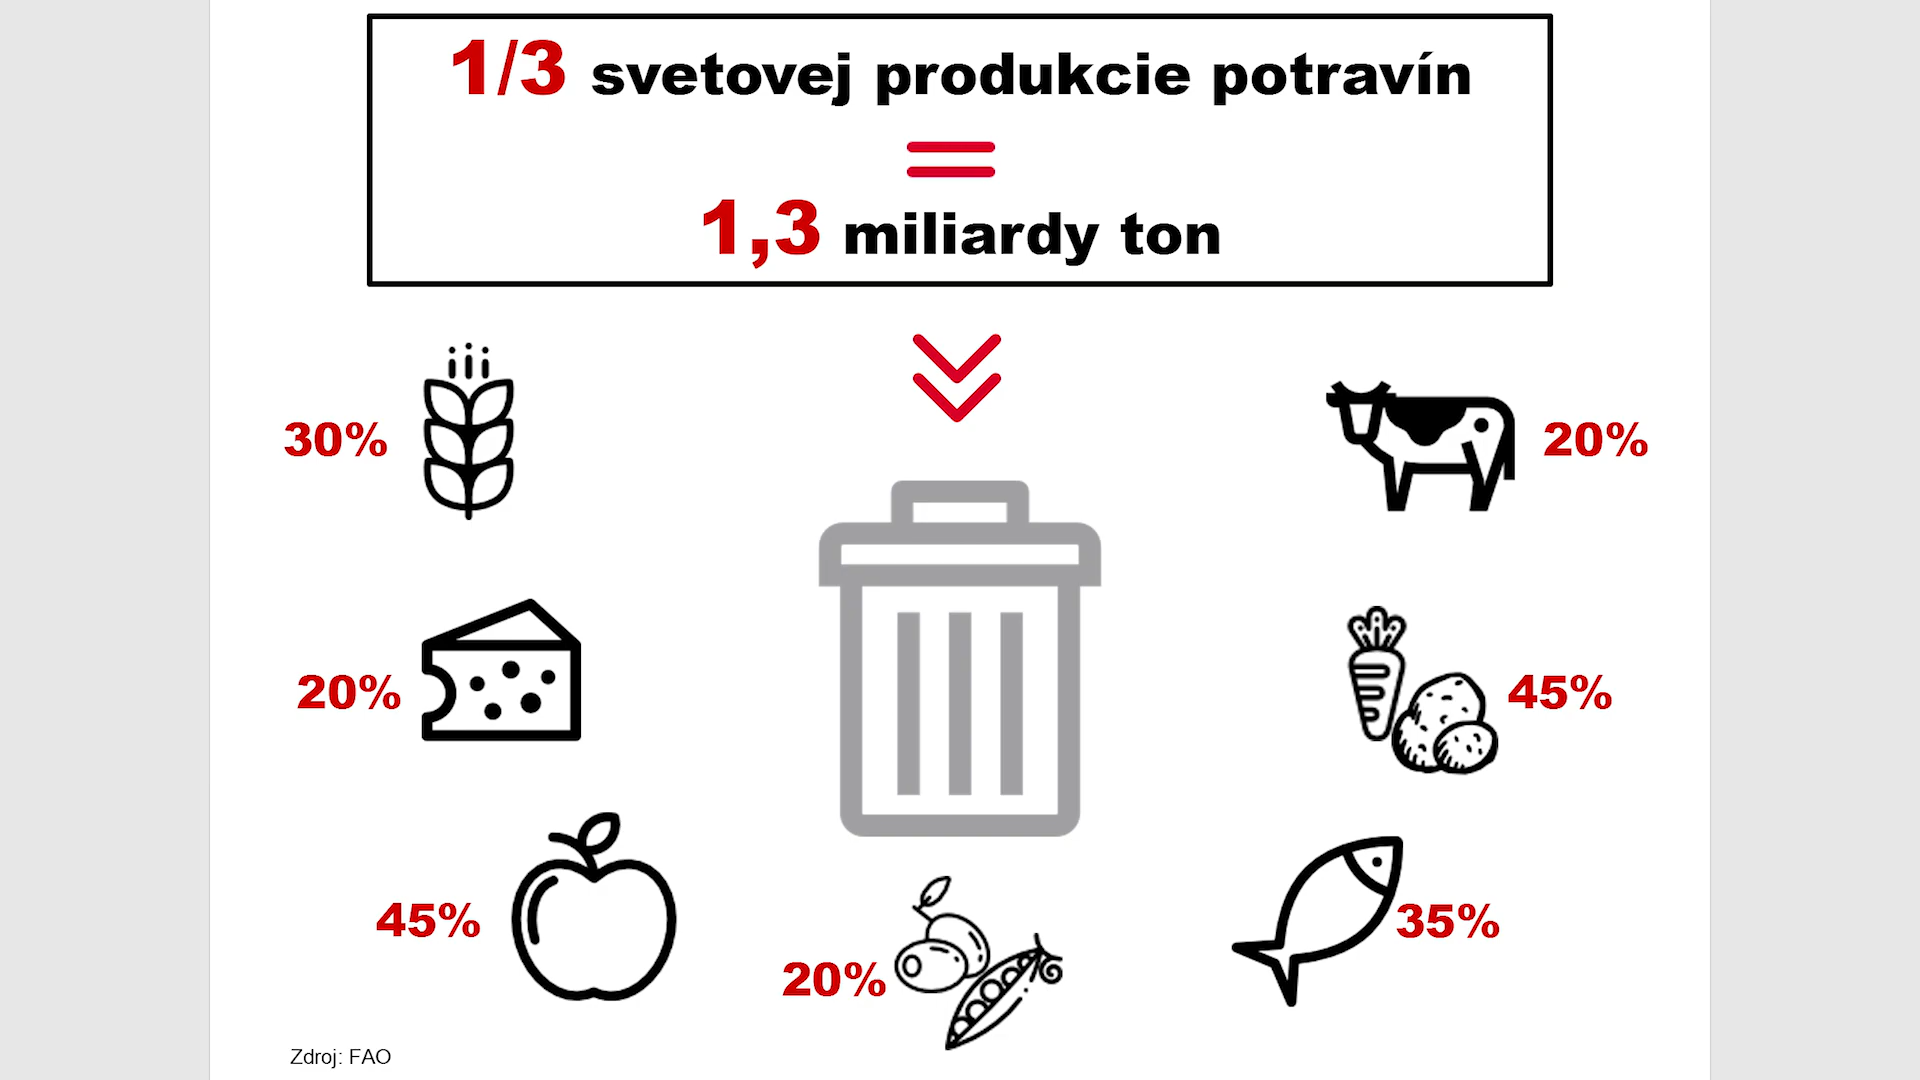 1/3 svetovej produkcie potravín
=
1,3 miliardy ton
30%
20%
20%
45%
45%
35%
20%
Zdroj: FAO